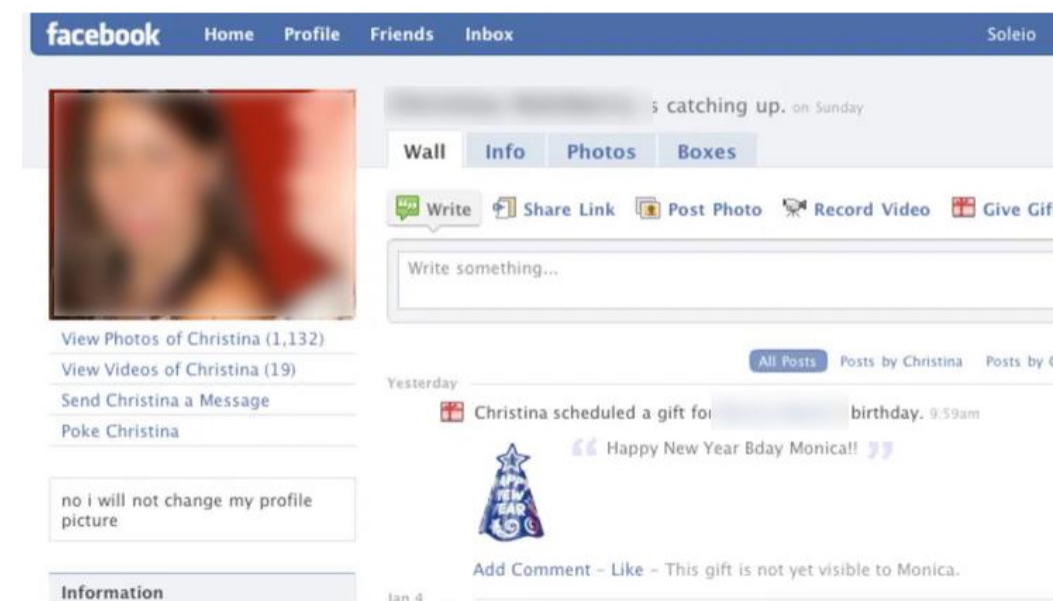 facebook Home Profile Friends Inbox Soleio
s catching up. on Sunday
Wall Info Photos Boxes
Write Share Link Post Photo Record Video Give Gif
Write something...
View Photos of Christina (1,132)
View Videos of Christina (19)
Send Christina a Message
Poke Christina
no i will not change my profile
picture
Information
All Posts Posts by Christina Posts by
Yesterday
Christina scheduled a gift for birthday. 9:59am
Happy New Year Bday Monica!!
Add Comment - Like - This gift is not yet visible to Monica.
Jan 4